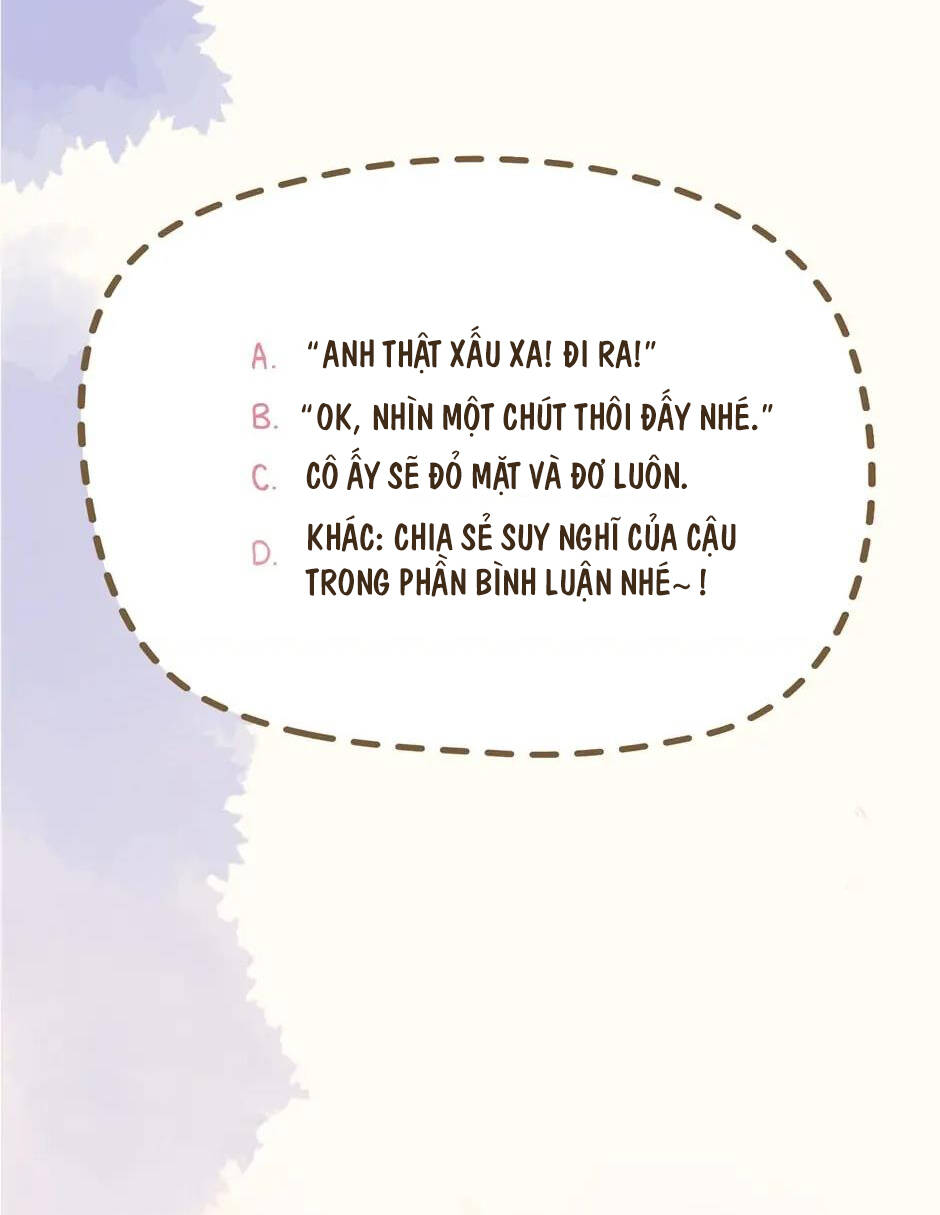 A. “ANH THẬT XẤU XA! ĐI RA!”
B. “OK, NHÌN MỘT CHÚT THÔI ĐẤY NHÉ.”
C. CÔ ẤY SẼ ĐỎ MẶT VÀ ĐƠ LUÔN.
D. KHÁC: CHIA SẺ SUY NGHĨ CỦA CẬU
TRONG PHẦN BÌNH LUẬN NHÉ~ !